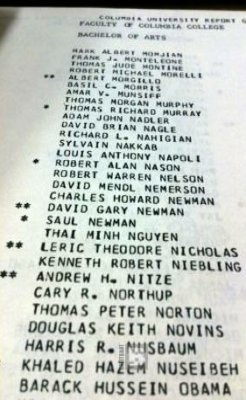 COLUMBIA UNIVERSITY REPORT
FACULTY OF COLUMBIA COLLEGE
BACHELOR OF ARTS
MARK ALBERT MOMJIAN
FRANK J. MONTELEONE
THOMAS JUDE MONTINE
ROBERT MICHAEL MORELLI
** ALBERT MORGILLO
BASIL C. MORRIS
AMAR V. MUNSIFF
* THOMAS MORGAN MURPHY
* THOMAS RICHARD MURRAY
ADAM JOHN NADLER
DAVID BRIAN NAGLE
RICHARD L. NAHIGIAN
SYLVAIN NAKKAB
LOUIS ANTHONY NAPOLI
* ROBERT ALAN NASON
ROBERT WARREN NELSON
DAVID MENDL NEMERSON
CHARLES HOWARD NEWMAN
** DAVID GARY NEWMAN
* SAUL NEWMAN
THAI MINH NGUYEN
** LERIC THEODORE NICHOLAS
KENNETH ROBERT NIEBLING
** ANDREW H. NITZE
CARY R. NORTHUP
THOMAS PETER NORTON
DOUGLAS KEITH NOVINS
HARRIS R. NUSBAUM
KHALED HAZEM NUSEIBEH
BARACK HUSSEIN OBAMA